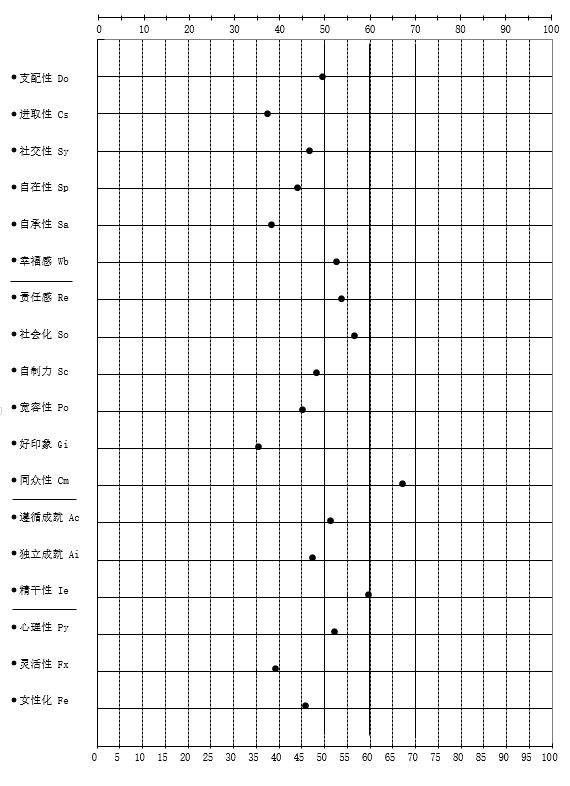 0 10 20 30 40 50 60 70 80 90 100
● 支配性 Do
● 进取性 Cs
● 社交性 Sy
● 自在性 Sp
● 自承性 Sa
● 幸福感 Wb
● 责任感 Re
● 社会化 So
● 自制力 Sc
● 宽容性 Po
● 好印象 Gi
● 同众性 Cm
● 遵循成就 Ac
● 独立成就 Ai
● 精干性 Ie
● 心理性 Py
● 灵活性 Fx
● 女性化 Fe
0 5 10 15 20 25 30 35 40 45 50 55 60 65 70 75 80 85 90 95 100